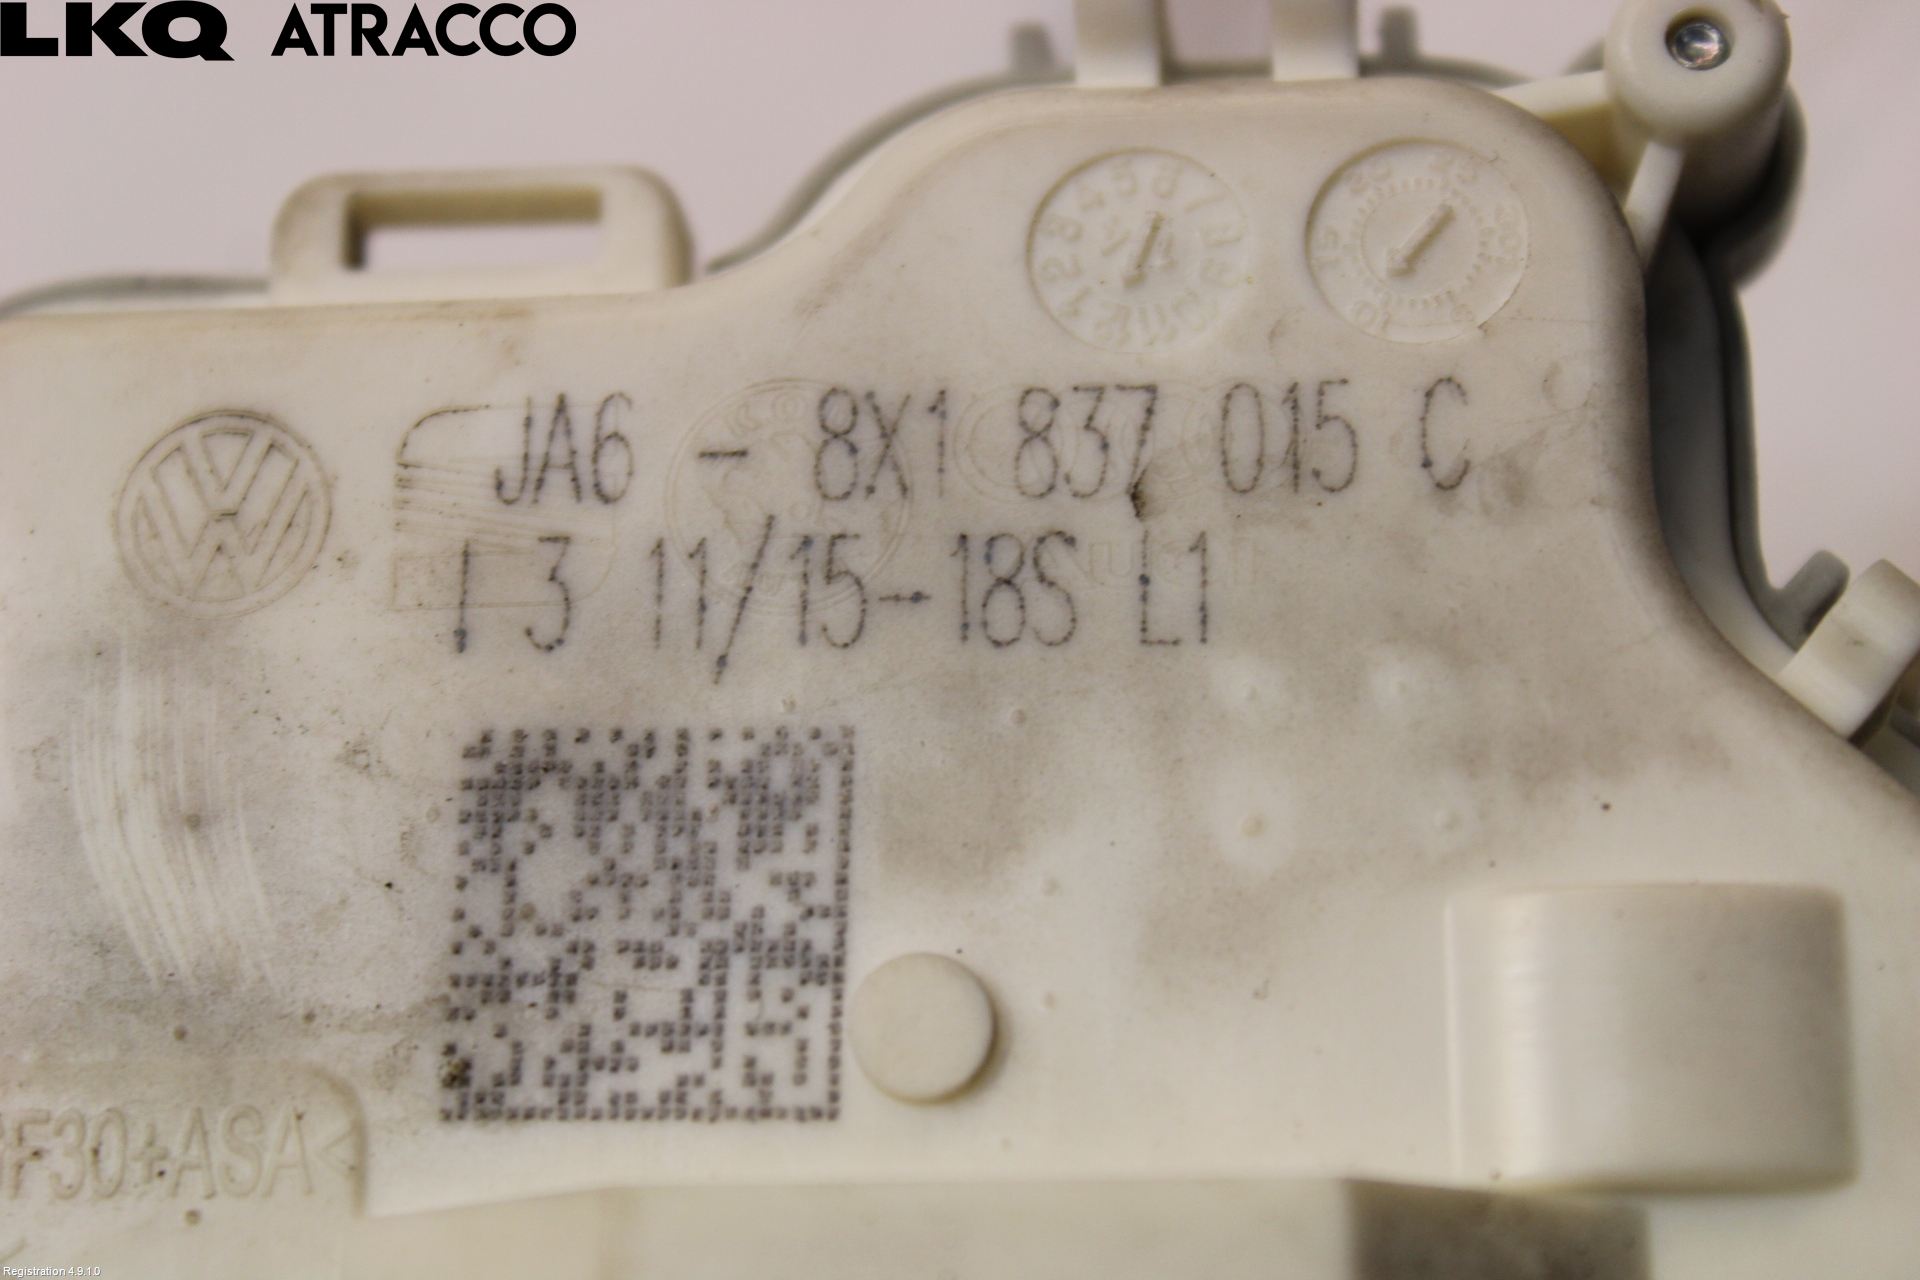 LKQ ATRACCO
JA6 - 8X1 837 015 C
I 3 11/15--18S L1
F30+ASA<
Registration 4.9.1.0